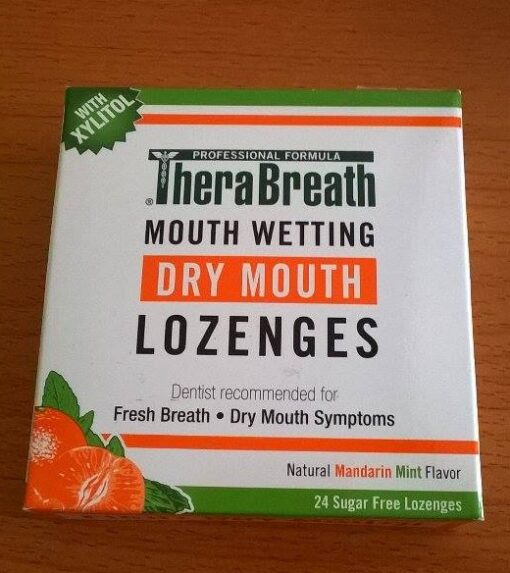 WITH
XYLITOL
PROFESSIONAL FORMULA
®TheraBreath
MOUTH WETTING
DRY MOUTH
LOZENGES
Dentist recommended for
Fresh Breath • Dry Mouth Symptoms
Natural Mandarin Mint Flavor
24 Sugar Free Lozenges